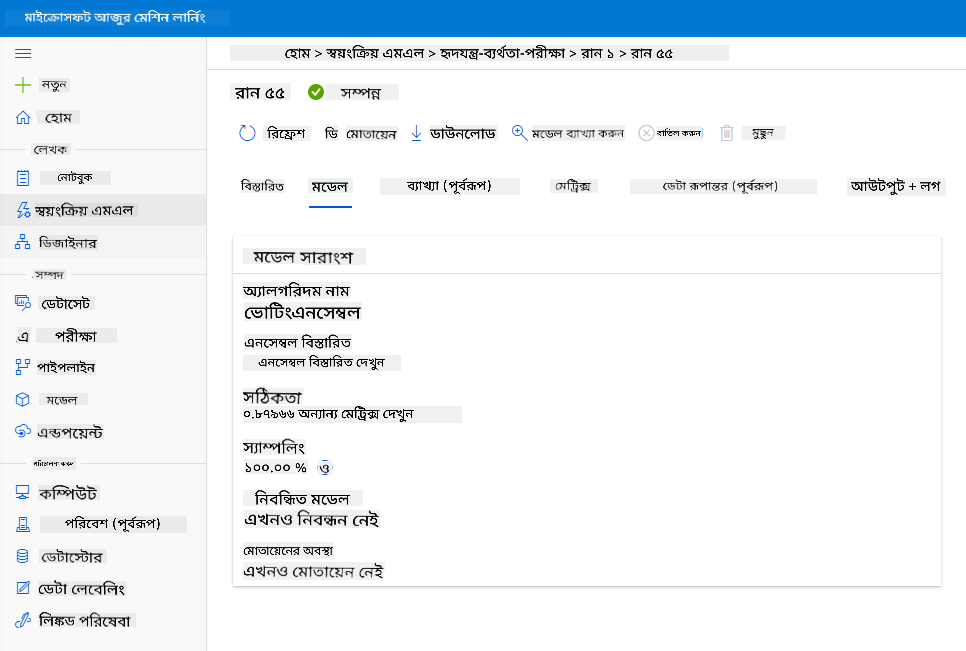 মাইক্রোসফট আজুর মেশিন লার্নিং
হোম > স্বয়ংক্রিয় এমএল > হৃদযন্ত্র-ব্যর্থতা-পরীক্ষা > রান ১ > রান ৫৫
নতুন
হোম
লেখক
নোটবুক
স্বয়ংক্রিয় এমএল
ডিজাইনার
সম্পদ
ডেটাসেট
এ পরীক্ষা
পাইপলাইন
মডেল
এন্ডপয়েন্ট
কম্পিউট
পরিবেশ (পূর্বরূপ)
ডেটাস্টোর
ডেটা লেবেলিং
লিঙ্কড পরিষেবা
রান ৫৫ সম্পন্ন
রিফ্রেশ ডি মোতায়েন ডাউনলোড মডেল ব্যাখ্যা করুন বাতিল করুন মুছুন
বিস্তারিত মডেল ব্যাখ্যা (পূর্বরূপ) মেট্রিক্স ডেটা রূপান্তর (পূর্বরূপ) আউটপুট + লগ
মডেল সারাংশ
অ্যালগরিদম নাম
ভোটিংএনসেম্বল
এনসেম্বল বিস্তারিত
এনসেম্বল বিস্তারিত দেখুন
সঠিকতা
০.৮৭৯৬৬ অন্যান্য মেট্রিক্স দেখুন
স্যাম্পলিং
১০০.০০ % ও
নিবন্ধিত মডেল
এখনও নিবন্ধন নেই
মোতায়েনের অবস্থা
এখনও মোতায়েন নেই